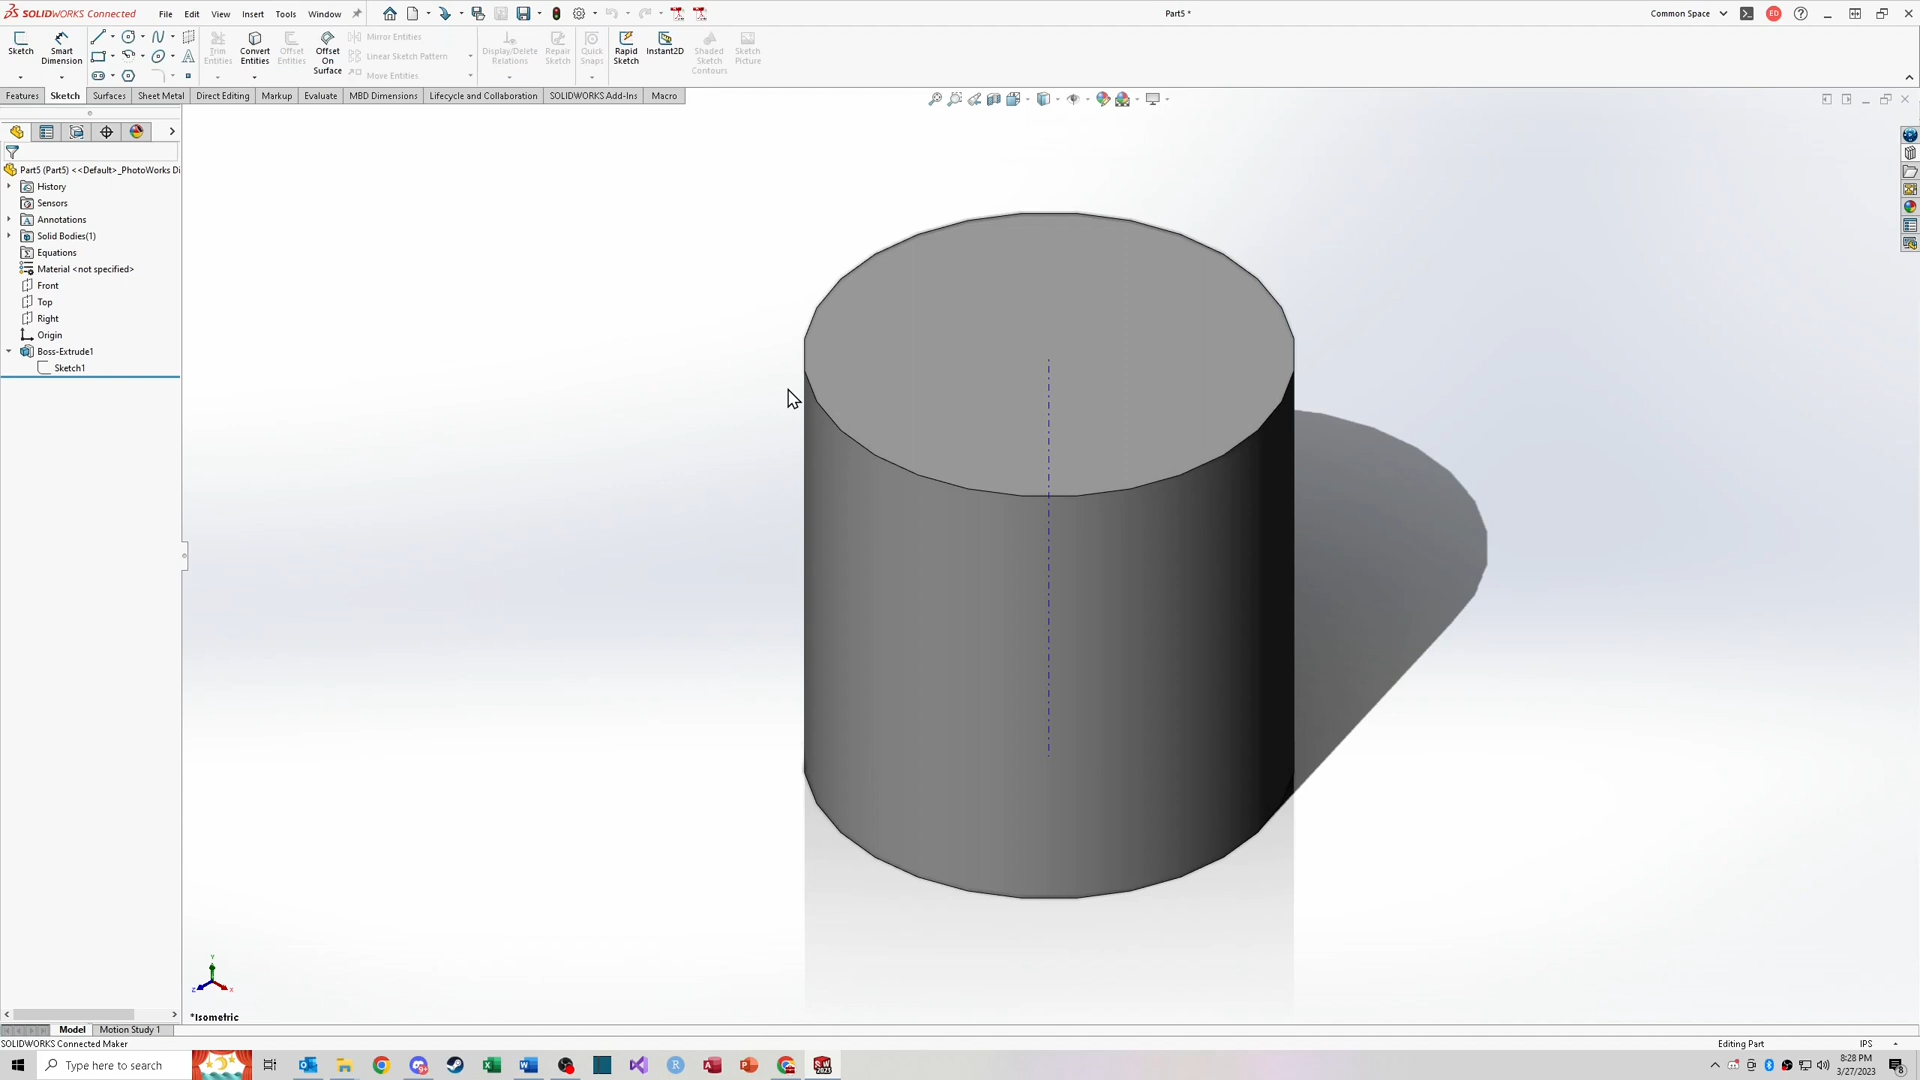 SOLIDWORKS Connected
File Edit View Insert Tools Window
Part5 *
Common Space
Sketch
Smart Dimension
Trim Entities
Convert Entities
Offset Entities
Offset On Surface
Mirror Entities
Linear Sketch Pattern
Move Entities
Display/Delete Relations
Repair Sketch
Quick Snaps
Rapid Sketch
Instant2D
Shaded Sketch Contours
Sketch Picture
Features Sketch Surfaces Sheet Metal Direct Editing Markup Evaluate MBD Dimensions Lifecycle and Collaboration SOLIDWORKS Add-Ins Macro
Part5 (Part5) <<Default>_PhotoWorks Di
History
Sensors
Annotations
Solid Bodies(1)
Equations
Material <not specified>
Front
Top
Right
Origin
Boss-Extrude1
Sketch1
Y
Z
X
*Isometric
Model Motion Study 1
SOLIDWORKS Connected Maker
Editing Part
IPS
Type here to search
8:28 PM
3/27/2023